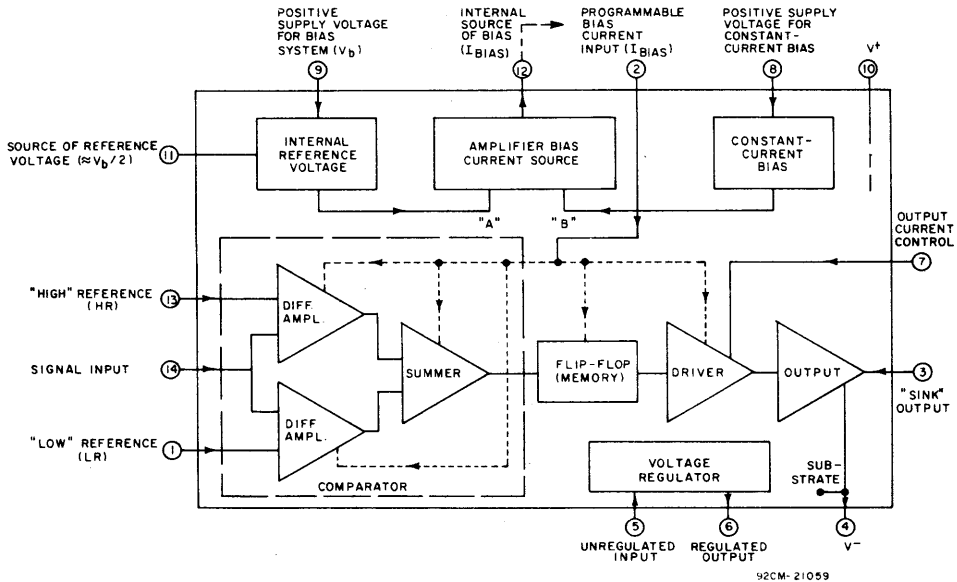 POSITIVE
SUPPLY VOLTAGE
FOR BIAS
SYSTEM (Vb)
9
INTERNAL
SOURCE
OF BIAS
(IBIAS)
12
PROGRAMMABLE
BIAS
CURRENT
INPUT (IBIAS)
2
POSITIVE SUPPLY
VOLTAGE FOR
CONSTANT-
CURRENT BIAS
8
V+
10
SOURCE OF REFERENCE
VOLTAGE (≈Vb/2)
11
INTERNAL
REFERENCE
VOLTAGE
AMPLIFIER BIAS
CURRENT SOURCE
CONSTANT-
CURRENT
BIAS
"A"
"B"
OUTPUT
CURRENT
CONTROL
7
"HIGH" REFERENCE
(HR)
13
DIFF.
AMPL.
SIGNAL INPUT
14
SUMMER
FLIP-FLOP
(MEMORY)
DRIVER
OUTPUT
3
"SINK"
OUTPUT
"LOW" REFERENCE
(LR)
1
DIFF.
AMPL.
COMPARATOR
VOLTAGE
REGULATOR
SUB-
STRATE
5
UNREGULATED
INPUT
6
REGULATED
OUTPUT
4
V-
92CM-21059